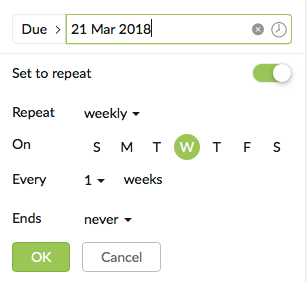 Due > 21 Mar 2018
Set to repeat
Repeat weekly
On S M T W T F S
Every 1 weeks
Ends never
OK Cancel